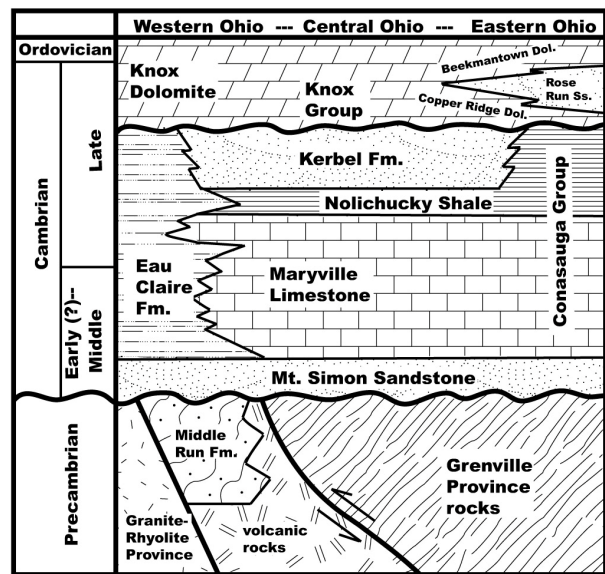 Western Ohio --- Central Ohio --- Eastern Ohio
Ordovician
Cambrian
Late
Early (?)--
Middle
Precambrian
Knox
Dolomite
Knox
Group
Beekmantown Dol.
Rose
Run Ss.
Copper Ridge Dol.
Kerbel Fm.
Nolichucky Shale
Conasauga Group
Eau
Claire
Fm.
Maryville
Limestone
Mt. Simon Sandstone
Middle
Run Fm.
Granite-
Rhyolite
Province
volcanic
rocks
Grenville
Province
rocks